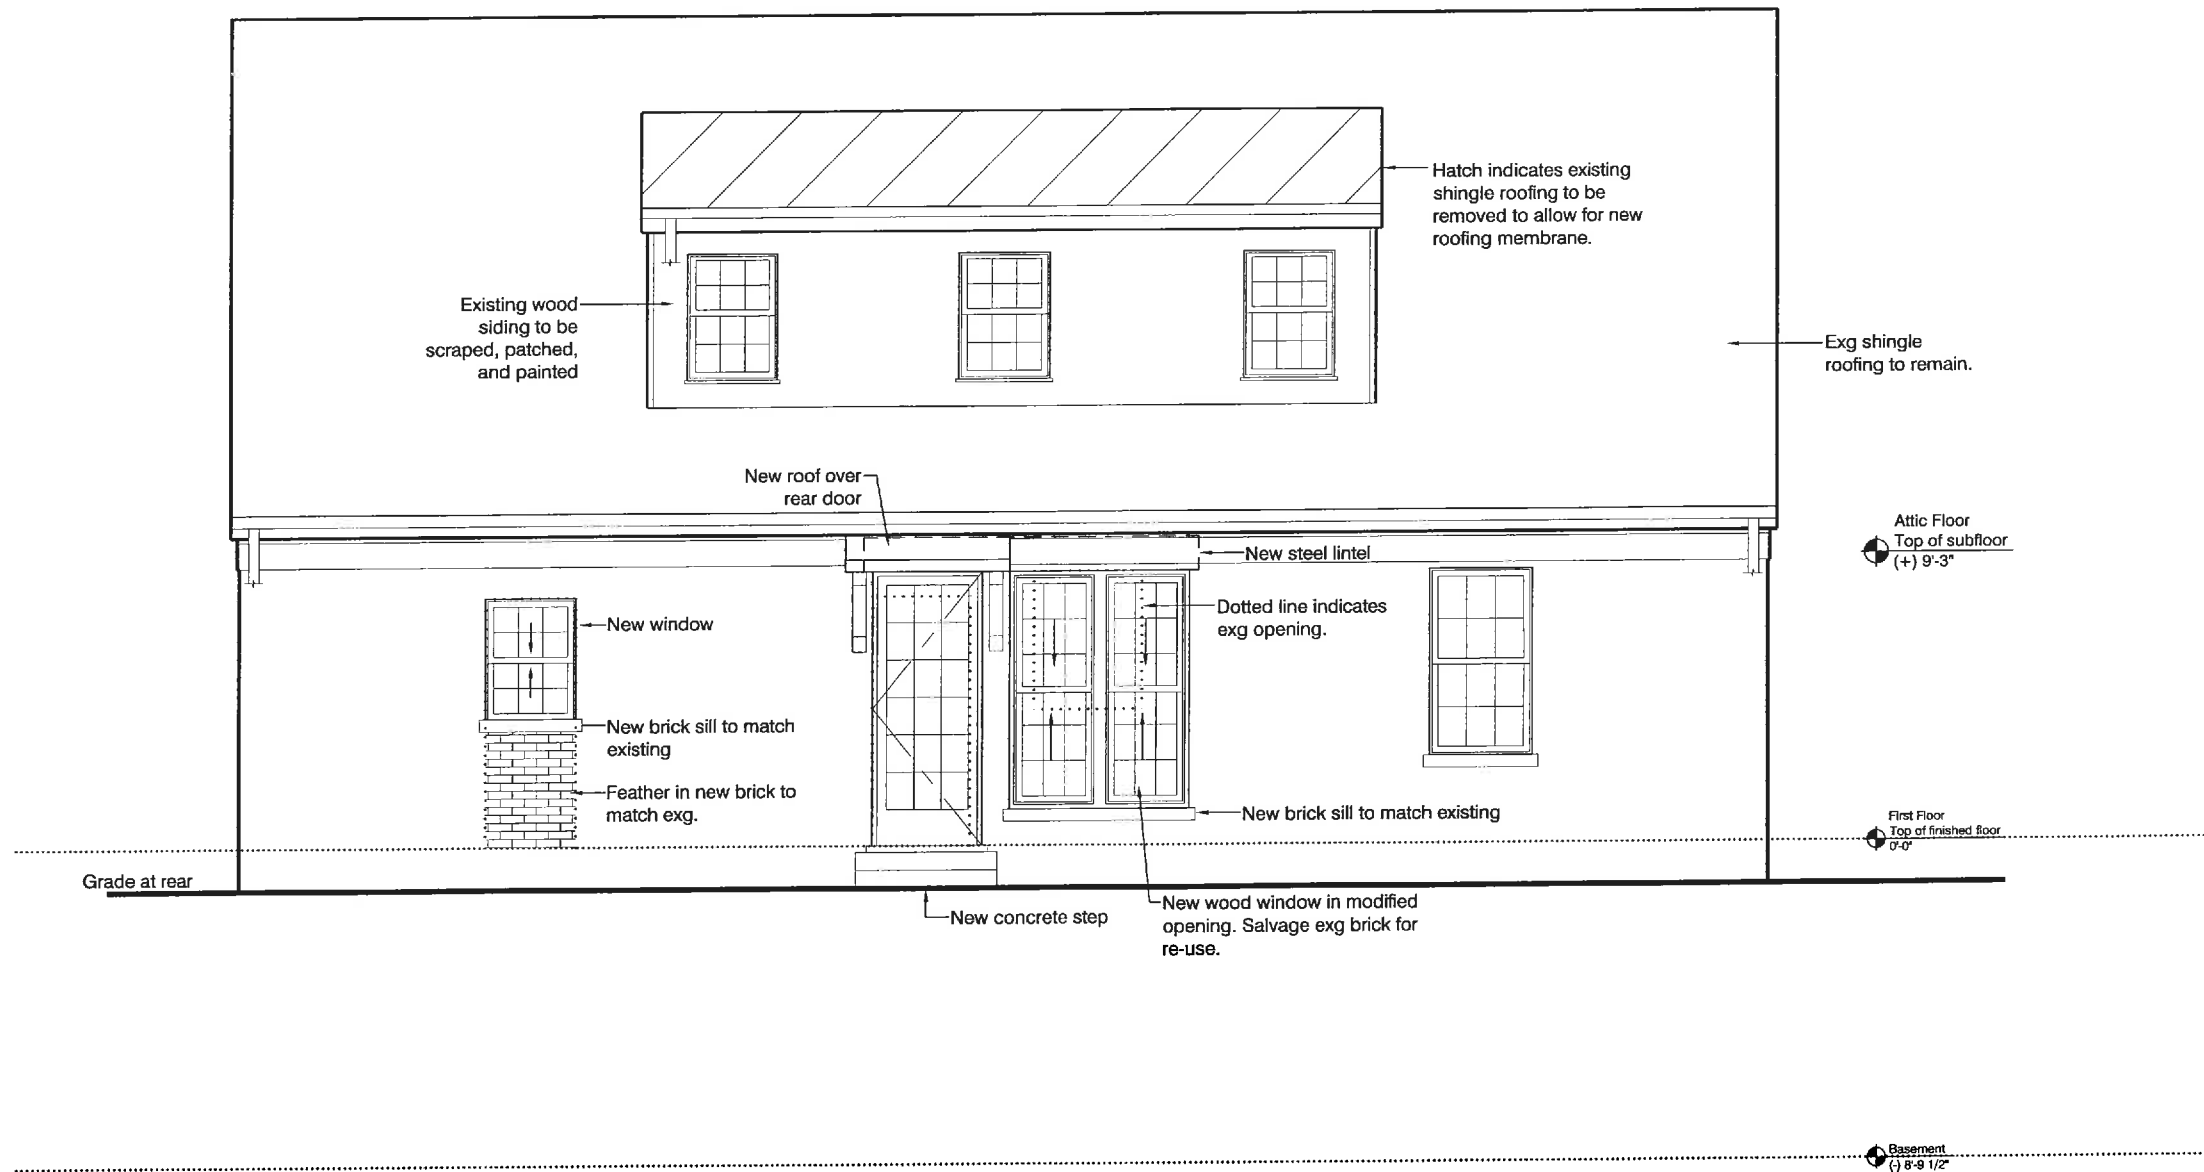 Hatch indicates existing
shingle roofing to be
removed to allow for new
roofing membrane.
Existing wood
siding to be
scraped, patched,
and painted
Exg shingle
roofing to remain.
New roof over
rear door
Attic Floor
Top of subfloor
(+) 9'-3"
New steel lintel
Dotted line indicates
exg opening.
New window
New brick sill to match
existing
Feather in new brick to
match exg.
New brick sill to match existing
First Floor
Top of finished floor
0'-0"
Grade at rear
New concrete step
New wood window in modified
opening. Salvage exg brick for
re-use.
Basement
(-) 8'-9 1/2"